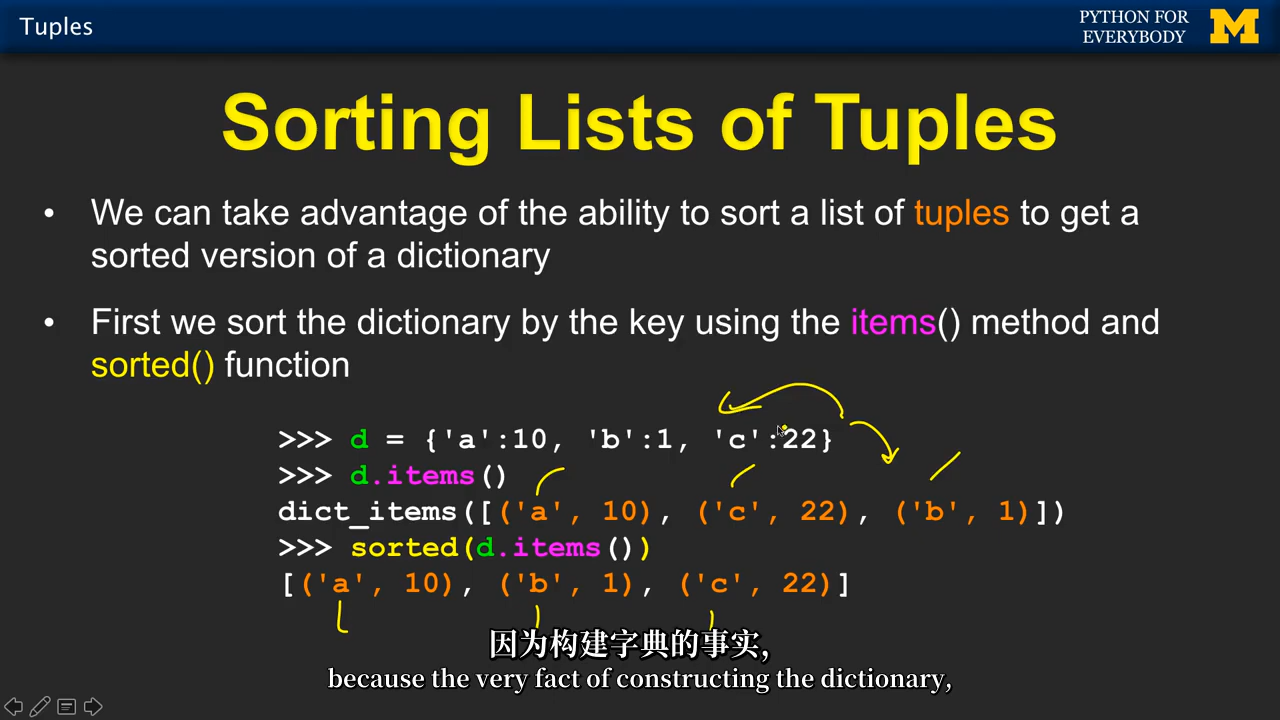 Tuples
PYTHON FOR
EVERYBODY
M
Sorting Lists of Tuples
• We can take advantage of the ability to sort a list of tuples to get a
sorted version of a dictionary
• First we sort the dictionary by the key using the items() method and
sorted() function
>>> d = {'a':10, 'b':1, 'c':22}
>>> d.items()
dict_items([('a', 10), ('c', 22), ('b', 1)])
>>> sorted(d.items())
[('a', 10), ('b', 1), ('c', 22)]
因为构建字典的事实,
because the very fact of constructing the dictionary,